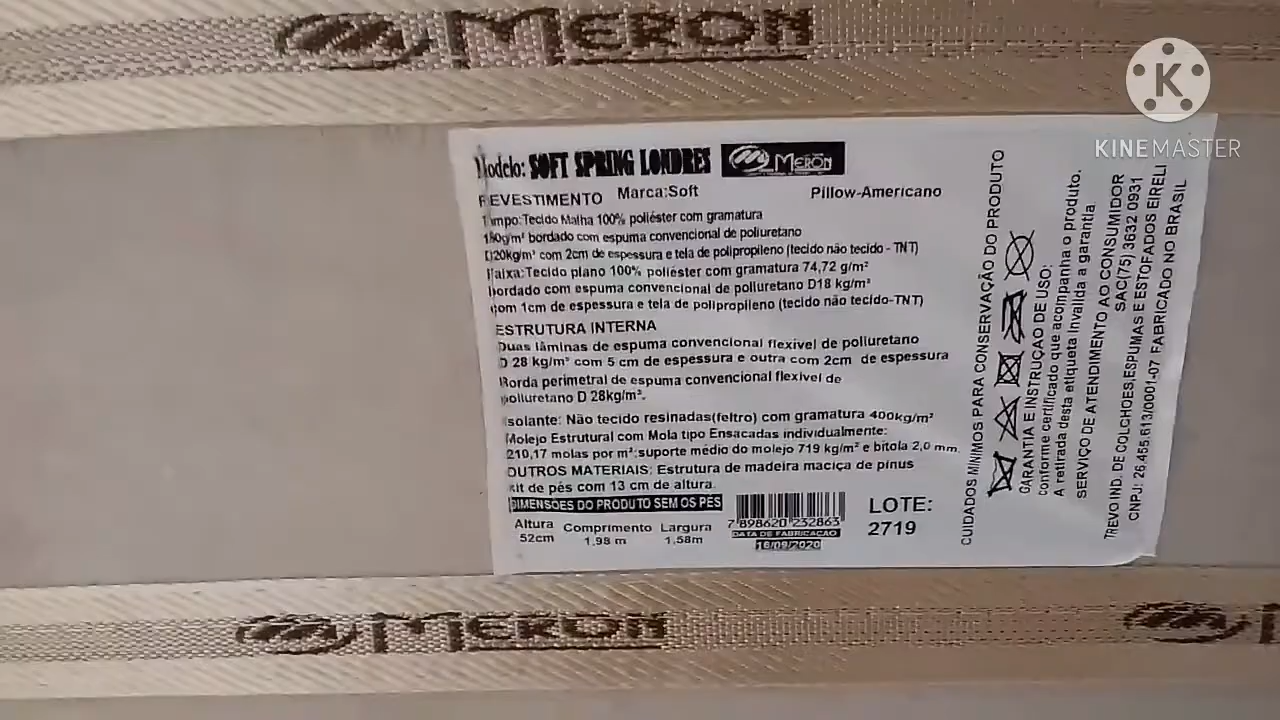 MERON
K
KINEMASTER
Modelo: SOFT SPRING LONDRES MERON
REVESTIMENTO Marca:Soft Pillow-Americano
Tampo:Tecido Malha 100% poliéster com gramatura
180g/m² bordado com espuma convencional de poliuretano
D20kg/m³ com 2cm de espessura e tela de polipropileno (tecido não tecido - TNT)
Faixa:Tecido plano 100% poliéster com gramatura 74,72 g/m²
bordado com espuma convencional de poliuretano D18 kg/m³
com 1cm de espessura e tela de polipropileno (tecido não tecido-TNT)
ESTRUTURA INTERNA
Duas lâminas de espuma convencional flexível de poliuretano
D 28 kg/m³ com 5 cm de espessura e outra com 2cm de espessura
Borda perimetral de espuma convencional flexível de
poliuretano D 28kg/m³.
Isolante: Não tecido resinadas(feltro) com gramatura 400kg/m²
Molejo Estrutural com Mola tipo Ensacadas individualmente:
210,17 molas por m²:suporte médio do molejo 719 kg/m² e bitola 2,0 mm.
OUTROS MATERIAIS: Estrutura de madeira maciça de pinus
Kit de pés com 13 cm de altura.
DIMENSÕES DO PRODUTO SEM OS PÉS
Altura Comprimento Largura
52cm 1,98 m 1,58m
7 898620 232863
DATA DE FABRICAÇÃO
16/09/2020
LOTE:
2719
CUIDADOS MÍNIMOS PARA CONSERVAÇÃO DO PRODUTO
GARANTIA E INSTRUÇÃO DE USO:
conforme certificado que acompanha o produto.
A retirada desta etiqueta invalida a garantia
SERVIÇO DE ATENDIMENTO AO CONSUMIDOR
SAC(75) 3632 0931
TREVO IND. DE COLCHOES,ESPUMAS E ESTOFADOS EIRELI
CNPJ: 26.455.613/0001-07 FABRICADO NO BRASIL
MERON